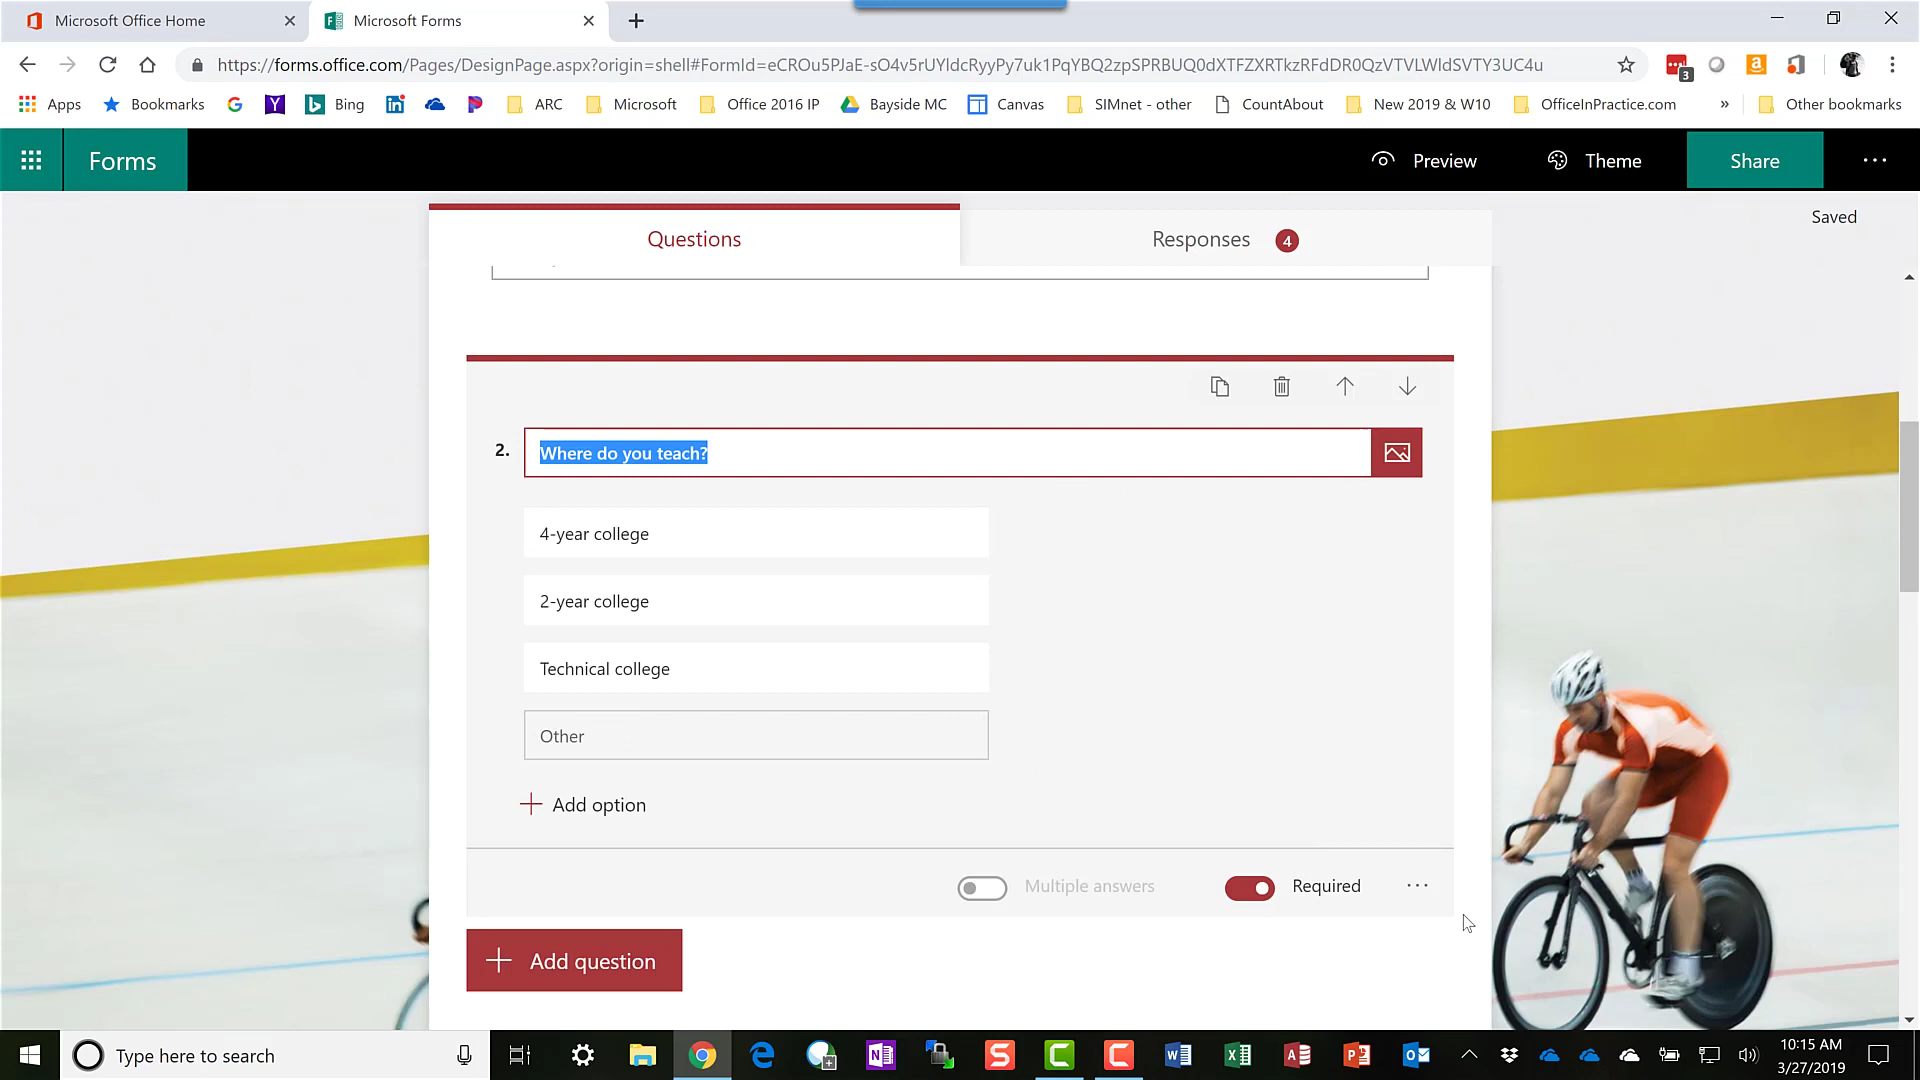 Microsoft Office Home
Microsoft Forms
https://forms.office.com/Pages/DesignPage.aspx?origin=shell#FormId=eCROu5PJaE-sO4v5rUYldcRyyPy7uk1PqYBQ2zpSPRBUQ0dXTFZXRTkzRFdDR0QzVTVLWldSVTY3UC4u
3
Apps
Bookmarks
Bing
ARC
Microsoft
Office 2016 IP
Bayside MC
Canvas
SIMnet - other
CountAbout
New 2019 & W10
OfficeInPractice.com
»
Other bookmarks
Forms
Preview
Theme
Share
Saved
Questions
Responses 4
2. Where do you teach?
4-year college
2-year college
Technical college
Other
Add option
Multiple answers
Required
Add question
Type here to search
10:15 AM
3/27/2019